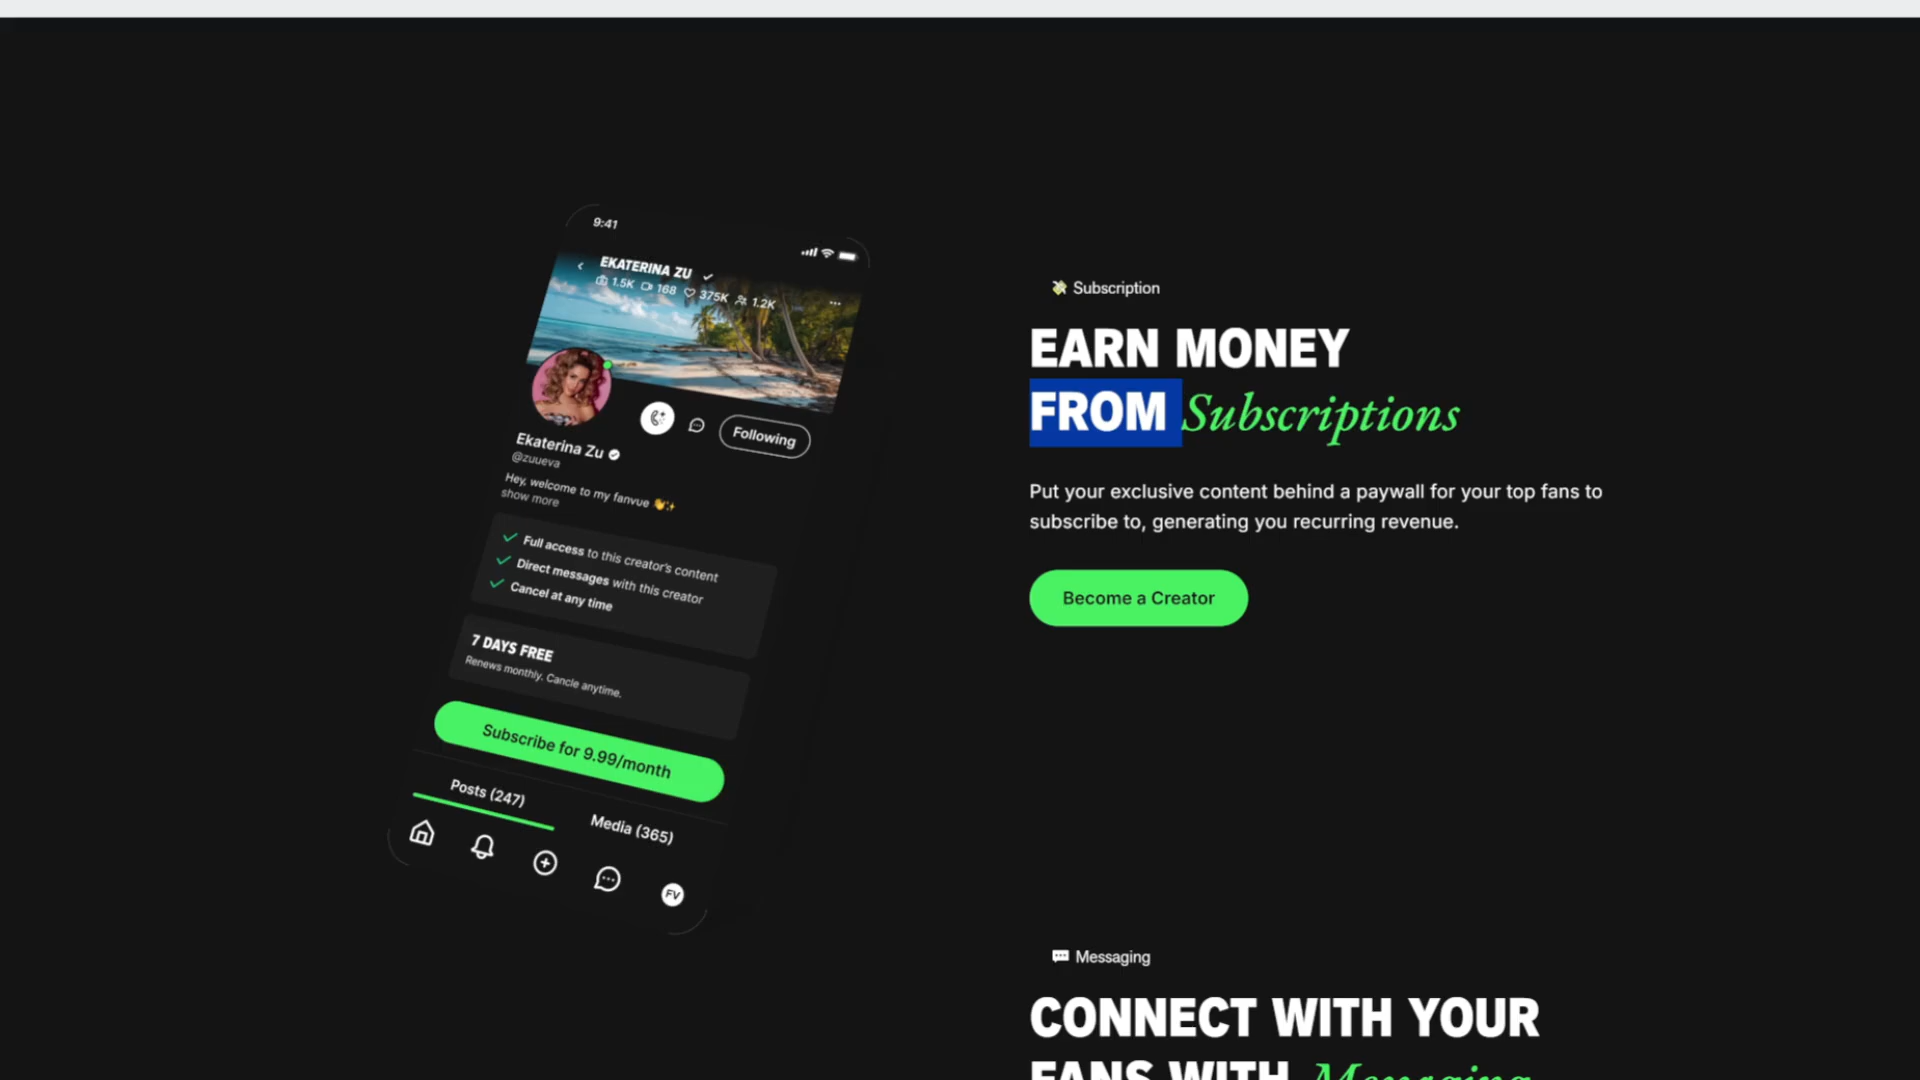 9:41
EKATERINA ZU
1.5K 168 375K 1.2K
Following
Ekaterina Zu
@zuueva
Hey, welcome to my fanvue 👋✨
show more
Full access to this creator's content
Direct messages with this creator
Cancel at any time
7 DAYS FREE
Renews monthly. Cancle anytime.
Subscribe for 9.99/month
Posts (247)
Media (365)
FV
Subscription
EARN MONEY
FROM Subscriptions
Put your exclusive content behind a paywall for your top fans to
subscribe to, generating you recurring revenue.
Become a Creator
Messaging
CONNECT WITH YOUR
FANS WITH Messaging